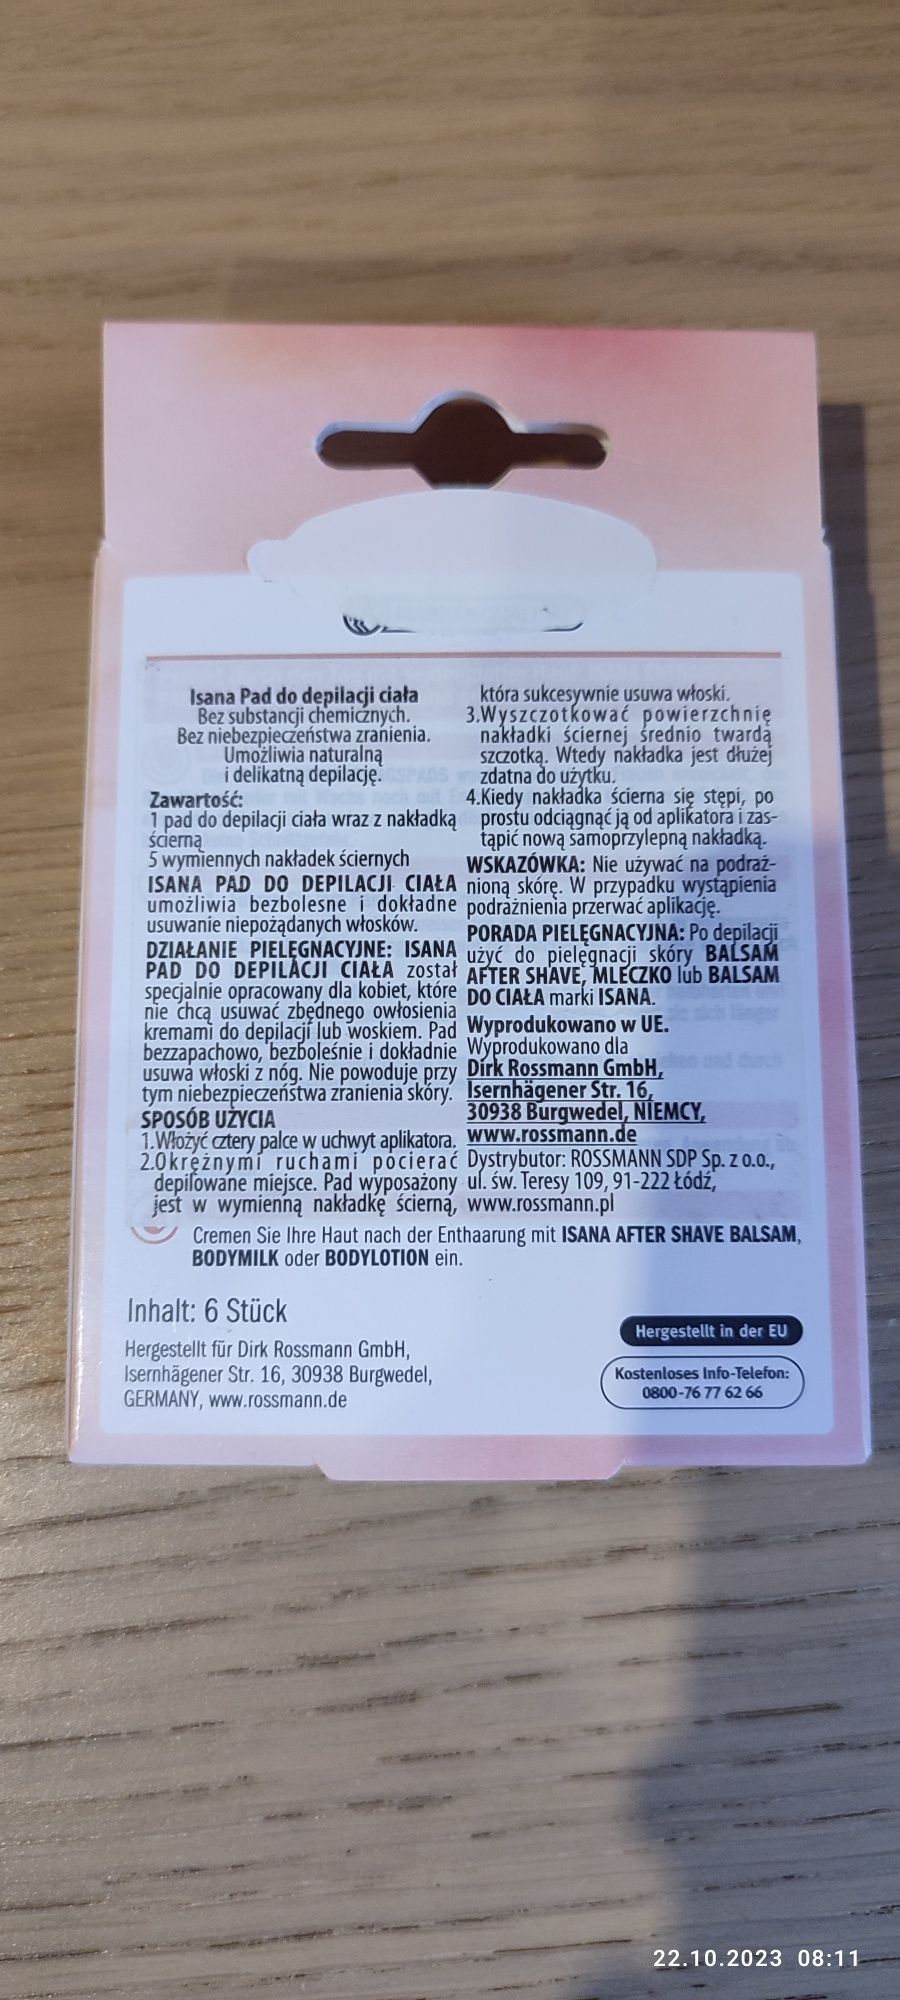 Isana Pad do depilacji ciała
Bez substancji chemicznych.
Bez niebezpieczeństwa zranienia.
Umożliwia naturalną
i delikatną depilację.
Zawartość:
1 pad do depilacji ciała wraz z nakładką
ścierną
5 wymiennych nakładek ściernych
ISANA PAD DO DEPILACJI CIAŁA
umożliwia bezbolesne i dokładne
usuwanie niepożądanych włosków.
DZIAŁANIE PIELĘGNACYJNE: ISANA
PAD DO DEPILACJI CIAŁA został
specjalnie opracowany dla kobiet, które
nie chcą usuwać zbędnego owłosienia
kremami do depilacji lub woskiem. Pad
bezzapachowo, bezboleśnie i dokładnie
usuwa włoski z nóg. Nie powoduje przy
tym niebezpieczeństwa zranienia skóry.
SPOSÓB UŻYCIA
1.Włożyć cztery palce w uchwyt aplikatora.
2.Okrężnymi ruchami pocierać
depilowane miejsce. Pad wyposażony
jest w wymienną nakładkę ścierną,
która sukcesywnie usuwa włoski.
3.Wyszczotkować powierzchnię
nakładki ściernej średnio twardą
szczotką. Wtedy nakładka jest dłużej
zdatna do użytku.
4.Kiedy nakładka ścierna się stępi, po
prostu odciągnąć ją od aplikatora i zas-
tąpić nową samoprzylepną nakładką.
WSKAZÓWKA: Nie używać na podraż-
nioną skórę. W przypadku wystąpienia
podrażnienia przerwać aplikację.
PORADA PIELĘGNACYJNA: Po depilacji
użyć do pielęgnacji skóry BALSAM
AFTER SHAVE, MLECZKO lub BALSAM
DO CIAŁA marki ISANA.
Wyprodukowano w UE.
Wyprodukowano dla
Dirk Rossmann GmbH,
Isernhägener Str. 16,
30938 Burgwedel, NIEMCY,
www.rossmann.de
Dystrybutor: ROSSMANN SDP Sp. z o.o.,
ul. św. Teresy 109, 91-222 Łódź,
www.rossmann.pl
Cremen Sie Ihre Haut nach der Enthaarung mit ISANA AFTER SHAVE BALSAM,
BODYMILK oder BODYLOTION ein.
Inhalt: 6 Stück
Hergestellt für Dirk Rossmann GmbH,
Isernhägener Str. 16, 30938 Burgwedel,
GERMANY, www.rossmann.de
Hergestellt in der EU
Kostenloses Info-Telefon:
0800-76 77 62 66
22.10.2023 08:11